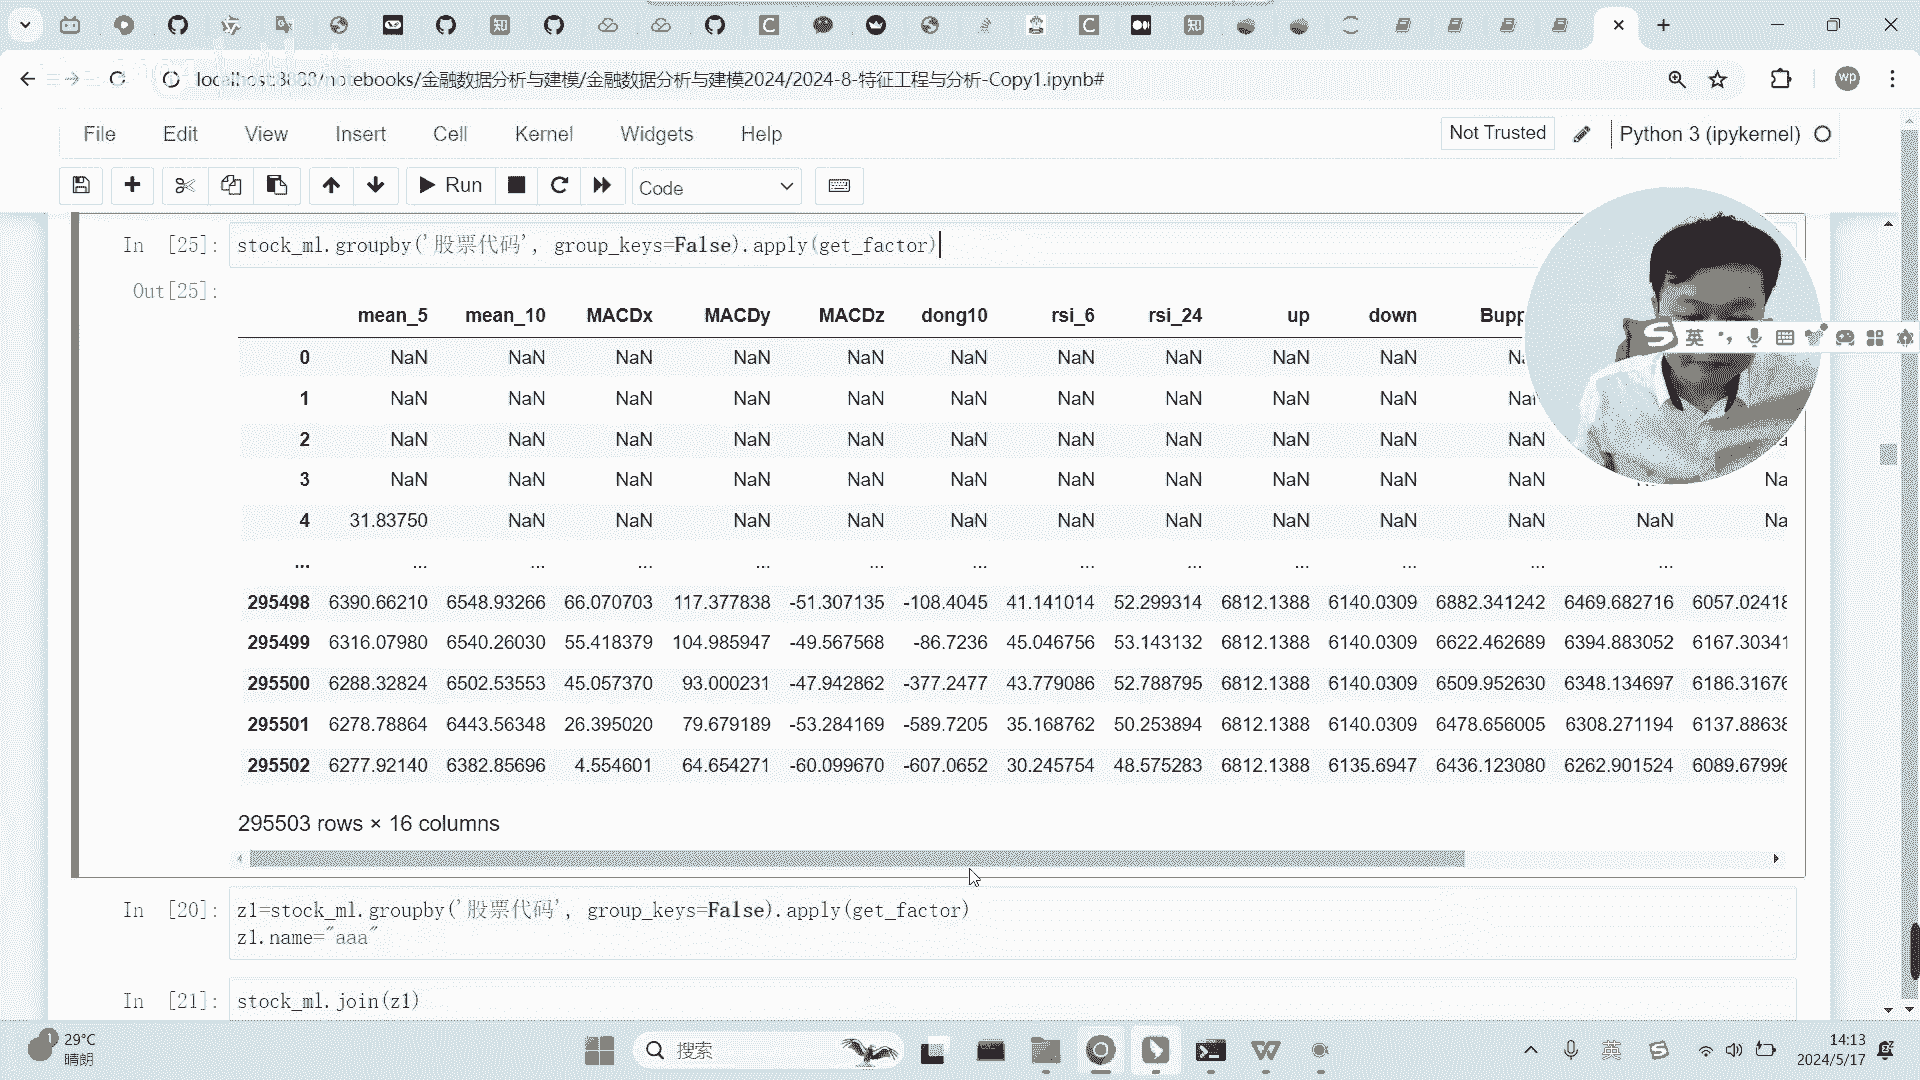 localhost:8888/notebooks/金融数据分析与建模/金融数据分析与建模2024/2024-8-特征工程与分析-Copy1.ipynb#
wp
File Edit View Insert Cell Kernel Widgets Help
Not Trusted
Python 3 (ipykernel)
Run
Code
In [25]: stock_ml.groupby('股票代码', group_keys=False).apply(get_factor)
Out[25]:
mean_5 mean_10 MACDx MACDy MACDz dong10 rsi_6 rsi_24 up down
英
0 NaN NaN NaN NaN NaN NaN NaN NaN NaN NaN
1 NaN NaN NaN NaN NaN NaN NaN NaN NaN NaN
2 NaN NaN NaN NaN NaN NaN NaN NaN NaN NaN NaN
3 NaN NaN NaN NaN NaN NaN NaN NaN NaN NaN NaN Na
4 31.83750 NaN NaN NaN NaN NaN NaN NaN NaN NaN NaN NaN Na
... ... ... ... ... ... ... ... ... ... ... ... ...
295498 6390.66210 6548.93266 66.070703 117.377838 -51.307135 -108.4045 41.141014 52.299314 6812.1388 6140.0309 6882.341242 6469.682716 6057.02418
295499 6316.07980 6540.26030 55.418379 104.985947 -49.567568 -86.7236 45.046756 53.143132 6812.1388 6140.0309 6622.462689 6394.883052 6167.30341
295500 6288.32824 6502.53553 45.057370 93.000231 -47.942862 -377.2477 43.779086 52.788795 6812.1388 6140.0309 6509.952630 6348.134697 6186.31676
295501 6278.78864 6443.56348 26.395020 79.679189 -53.284169 -589.7205 35.168762 50.253894 6812.1388 6140.0309 6478.656005 6308.271194 6137.88638
295502 6277.92140 6382.85696 4.554601 64.654271 -60.099670 -607.0652 30.245754 48.575283 6812.1388 6135.6947 6436.123080 6262.901524 6089.67996
295503 rows × 16 columns
In [20]: z1=stock_ml.groupby('股票代码', group_keys=False).apply(get_factor)
z1.name="aaa"
In [21]: stock_ml.join(z1)
1
29°C
晴朗
搜索
英
14:13
2024/5/17